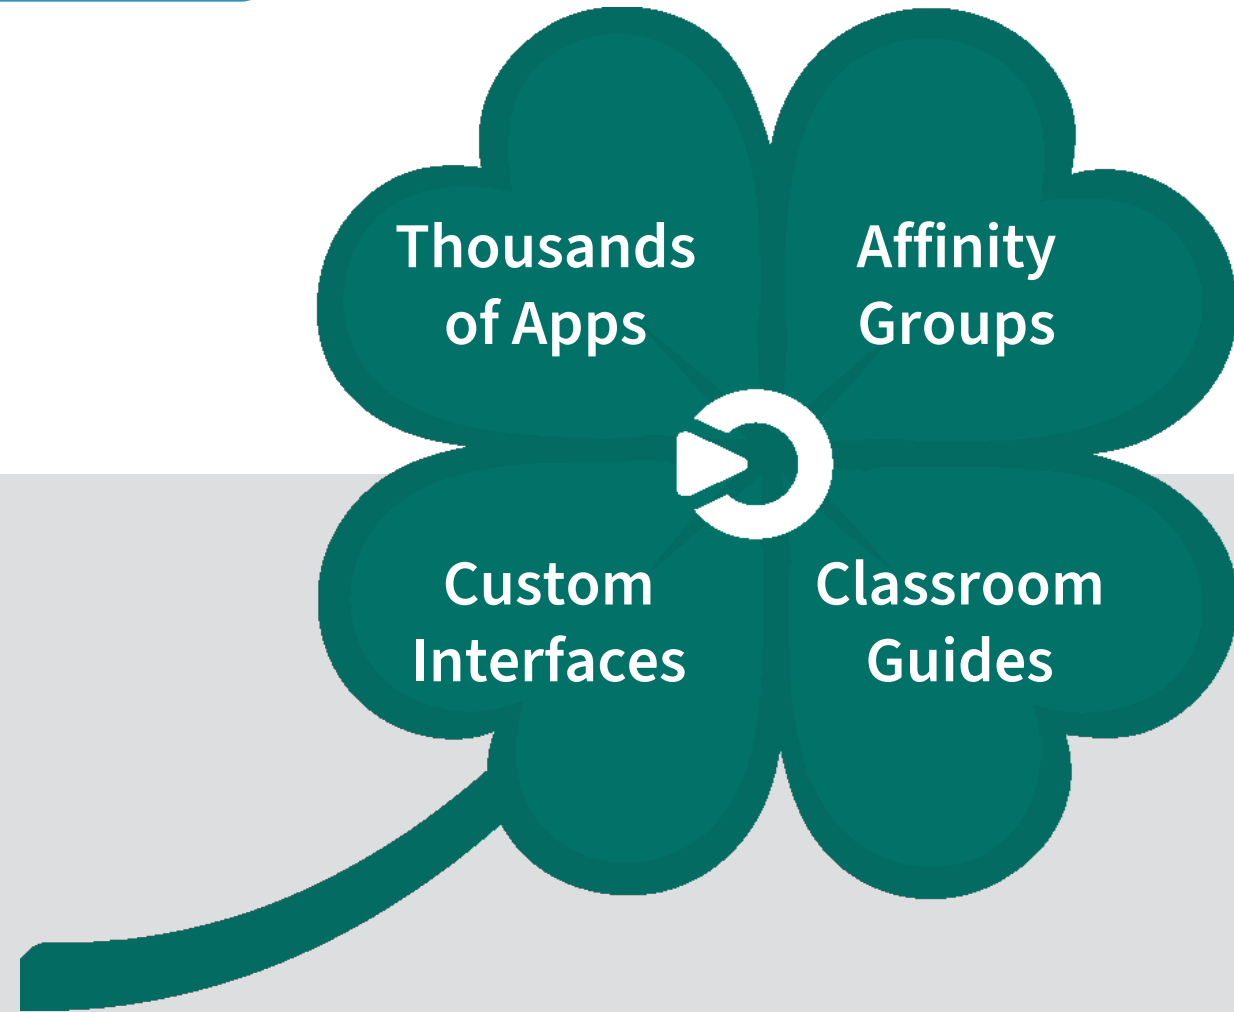 Thousands
of Apps
Affinity
Groups
Custom
Interfaces
Classroom
Guides